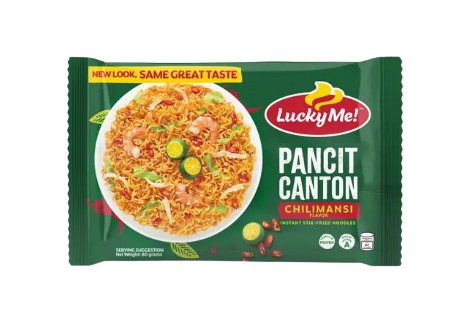 NEW LOOK, SAME GREAT TASTE
Lucky Me!
PANCIT
CANTON
CHILIMANSI
FLAVOR
INSTANT STIR-FRIED NOODLES
PROTEIN
A
SERVING SUGGESTION
Net Weight: 80 grams